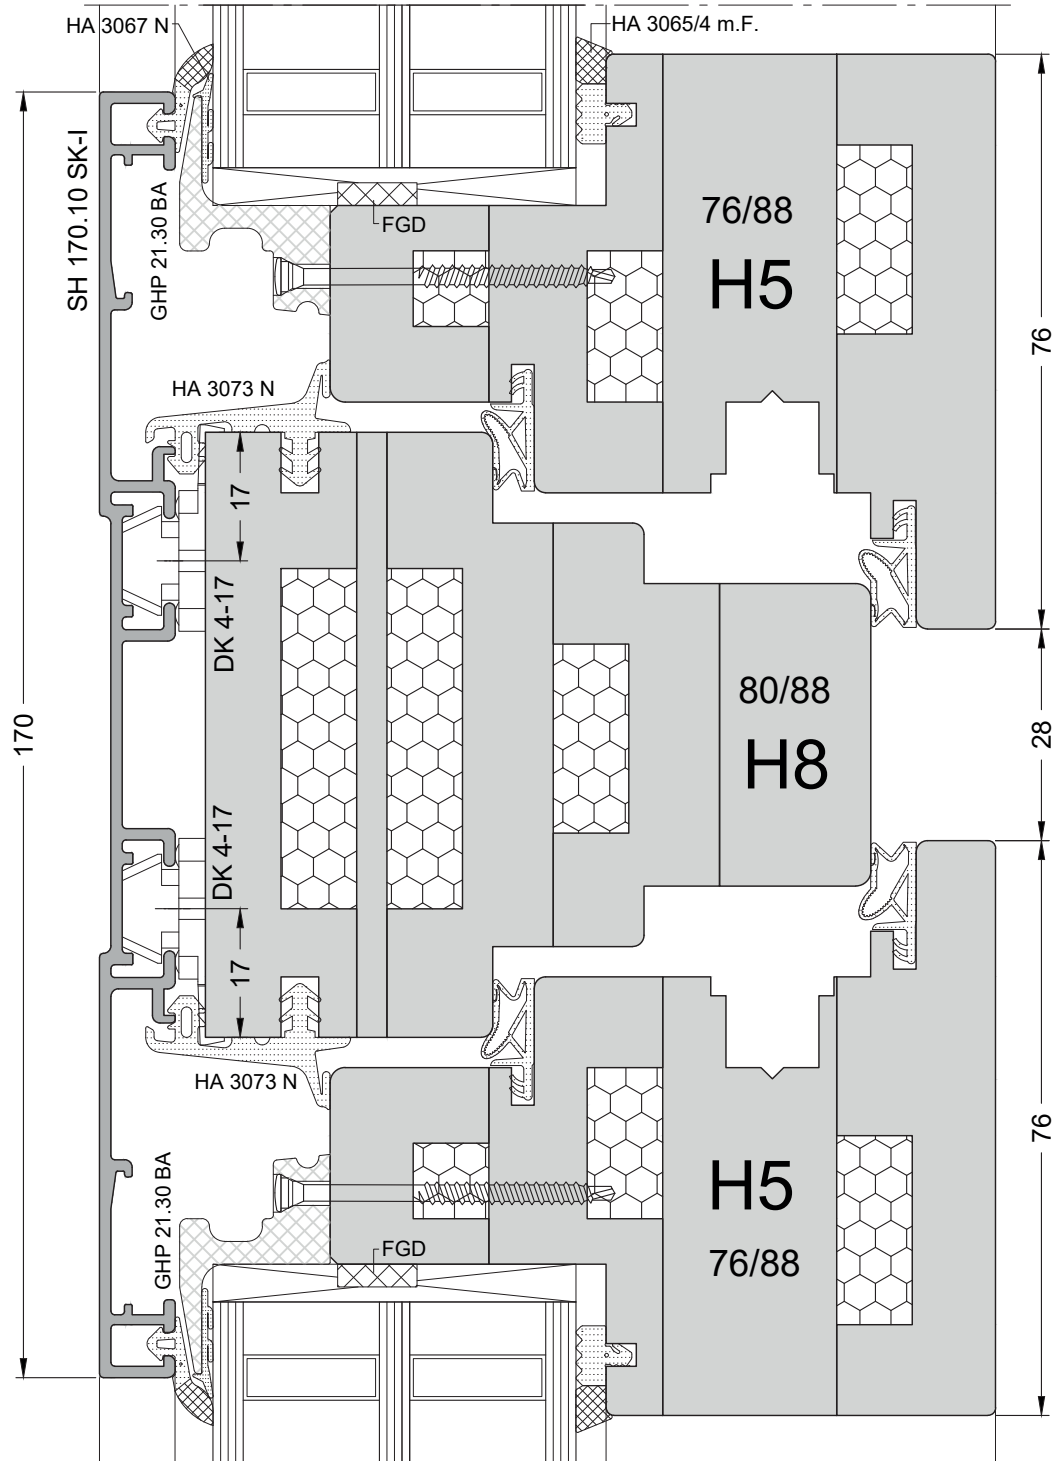 HA 3067 N
HA 3065/4 m.F.
SH 170.10 SK-I
GHP 21.30 BA
FGD
76/88
H5
76
HA 3073 N
17
DK 4-17
170
80/88
H8
28
DK 4-17
17
HA 3073 N
76
GHP 21.30 BA
H5
FGD
76/88